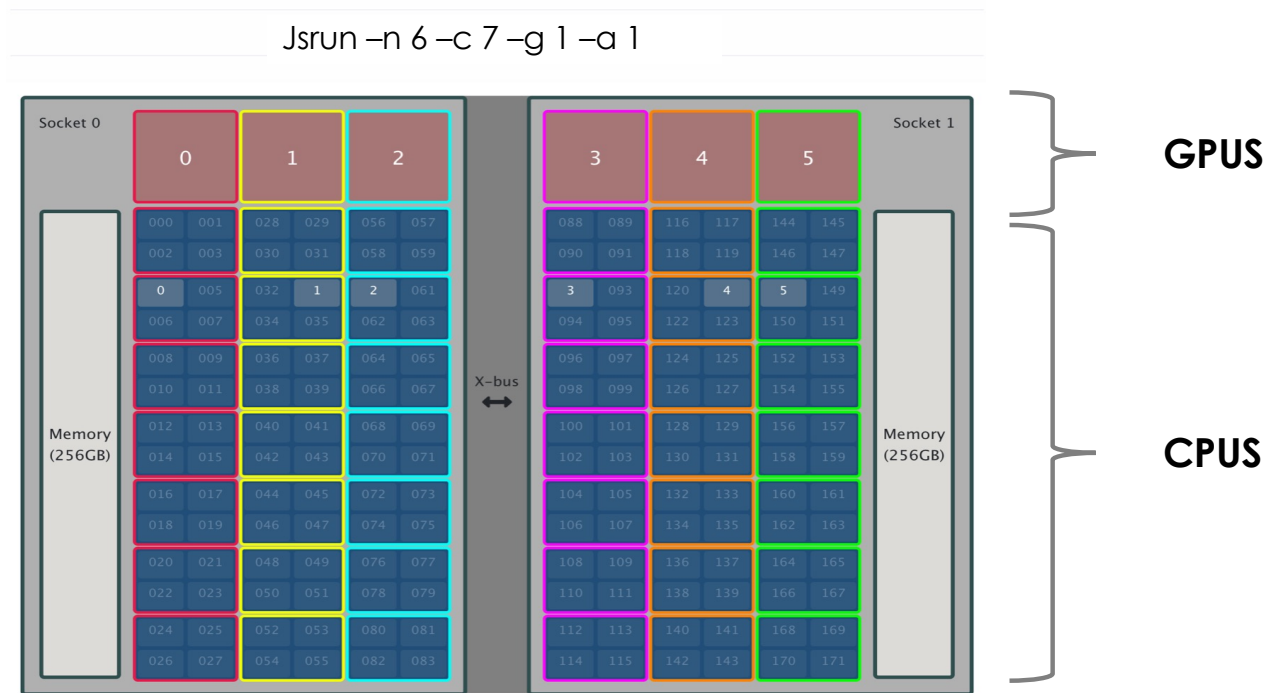 Jsrun –n 6 –c 7 –g 1 –a 1
Socket 0
Socket 1
0 1 2 3 4 5
GPUS
000 001 028 029 056 057 088 089 116 117 144 145
002 003 030 031 058 059 090 091 118 119 146 147
0 005 032 1 2 061 3 093 120 4 5 149
006 007 034 035 062 063 094 095 122 123 150 151
008 009 036 037 064 065 096 097 124 125 152 153
X-bus
010 011 038 039 066 067 098 099 126 127 154 155
Memory
(256GB)
012 013 040 041 068 069 100 101 128 129 156 157
014 015 042 043 070 071 102 103 130 131 158 159
Memory
(256GB)
CPUS
016 017 044 045 072 073 104 105 132 133 160 161
018 019 046 047 074 075 106 107 134 135 162 163
020 021 048 049 076 077 108 109 136 137 164 165
022 023 050 051 078 079 110 111 138 139 166 167
024 025 052 053 080 081 112 113 140 141 168 169
026 027 054 055 082 083 114 115 142 143 170 171